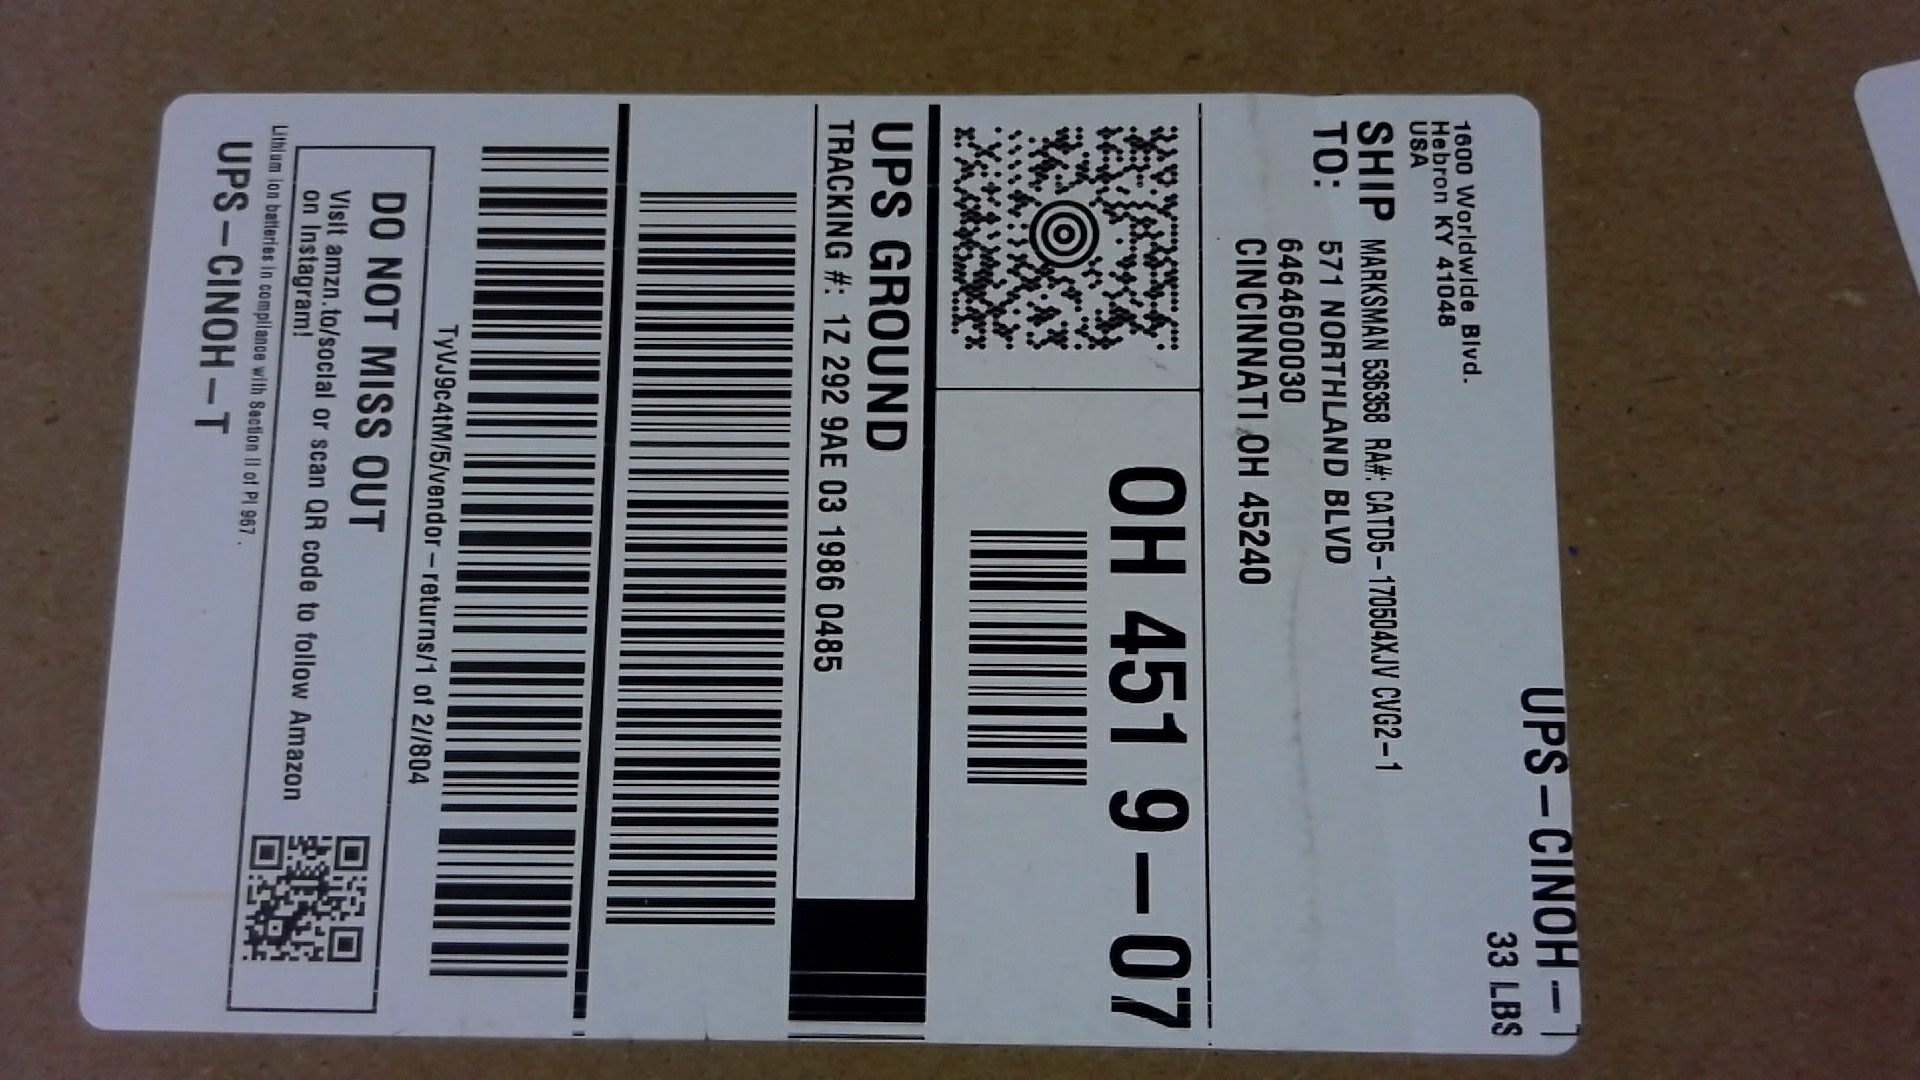 UPS-CINOH-T
33 LBS
1600 Worldwide Blvd.
Hebron KY 41048
USA
SHIP TO:
MARKSMAN 536358 RA#: CATD5-170504XJV CVG2-1
571 NORTHLAND BLVD
6464600030
CINCINNATI,OH 45240
OH 451 9-07
UPS GROUND
TRACKING #: 1Z 292 9AE 03 1986 0485
TyVJ9c4tM/5/vendor-returns/1 of 2//804
DO NOT MISS OUT
Visit amzn.to/social or scan QR code to follow Amazon
on Instagram!
Lithium ion batteries in compliance with Section II of PI 967.
UPS-CINOH-T